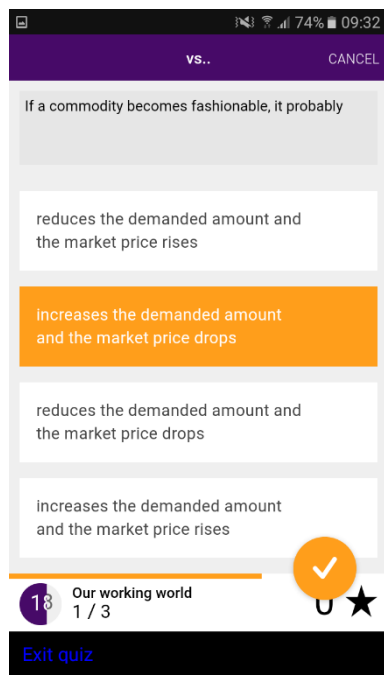 74% 09:32
vs..
CANCEL
If a commodity becomes fashionable, it probably
reduces the demanded amount and
the market price rises
increases the demanded amount
and the market price drops
reduces the demanded amount and
the market price drops
increases the demanded amount
and the market price rises
18
Our working world
1 / 3
0
Exit quiz